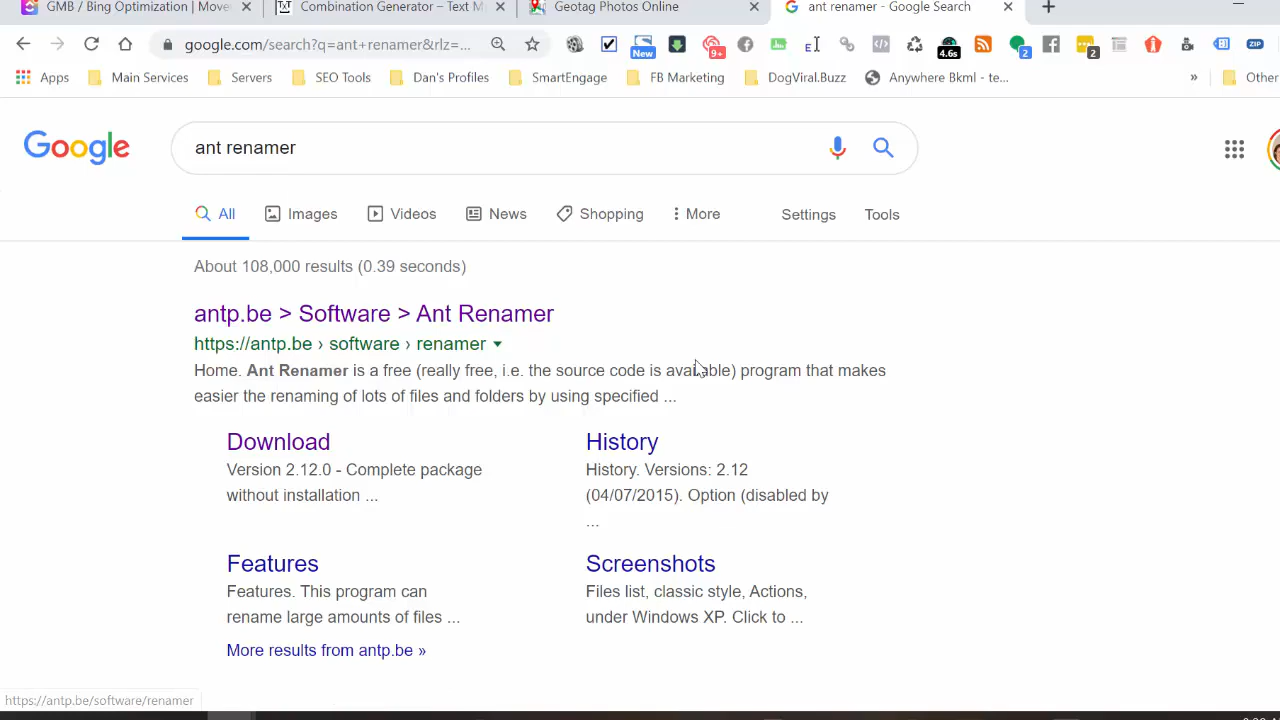 GMB / Bing Optimization | Move
Combination Generator – Text M
Geotag Photos Online
ant renamer - Google Search
google.com/search?q=ant+renamer&rlz=...
New
9+
E
4.6s
2
2
ZIP
Apps
Main Services
Servers
SEO Tools
Dan's Profiles
SmartEngage
FB Marketing
DogViral.Buzz
Anywhere Bkml - te...
»
Other
Google
ant renamer
All
Images
Videos
News
Shopping
More
Settings
Tools
About 108,000 results (0.39 seconds)
antp.be > Software > Ant Renamer
https://antp.be › software › renamer
Home. Ant Renamer is a free (really free, i.e. the source code is available) program that makes
easier the renaming of lots of files and folders by using specified ...
Download
Version 2.12.0 - Complete package
without installation ...
History
History. Versions: 2.12
(04/07/2015). Option (disabled by
...
Features
Features. This program can
rename large amounts of files ...
Screenshots
Files list, classic style, Actions,
under Windows XP. Click to ...
More results from antp.be »
https://antp.be/software/renamer